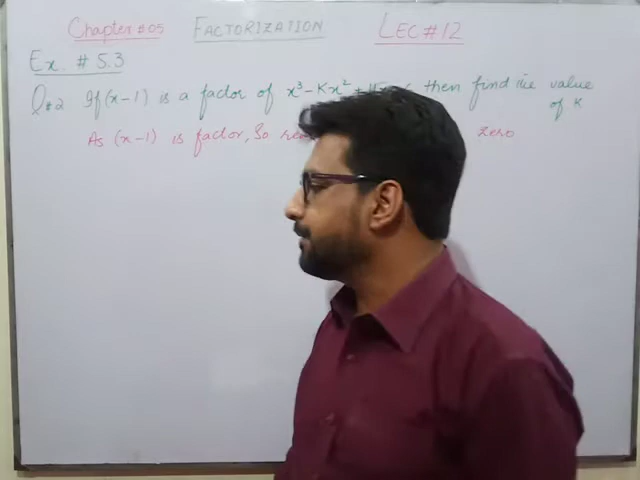 Chapter #05 FACTORIZATION LEC # 12
Ex. # 5.3
Q#2 If (x-1) is a factor of x³-Kx² + then find the value of K
As (x-1) is factor, So zero